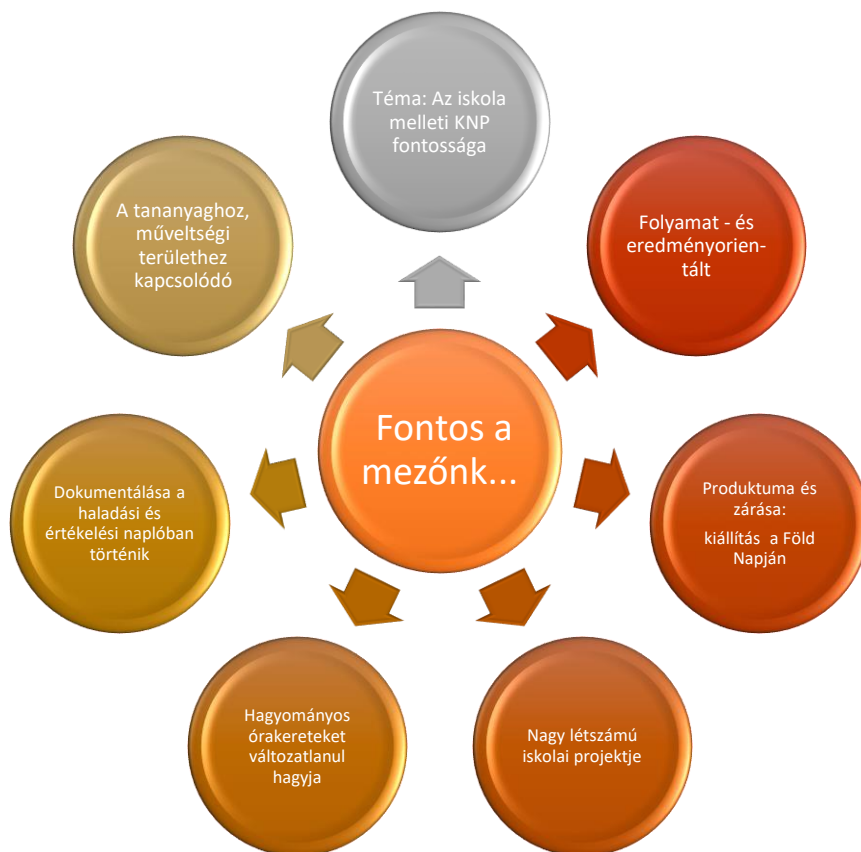 Téma: Az iskola
melleti KNP
fontossága
Folyamat - és
eredményorien-
tált
Produktuma és
zárása:
kiállítás a Föld
Napján
Nagy létszámú
iskolai projektje
Hagyományos
órakereteket
változatlanul
hagyja
Dokumentálása a
haladási és
értékelési naplóban
történik
A tananyaghoz,
műveltségi
területhez
kapcsolódó
Fontos a
mezőnk...